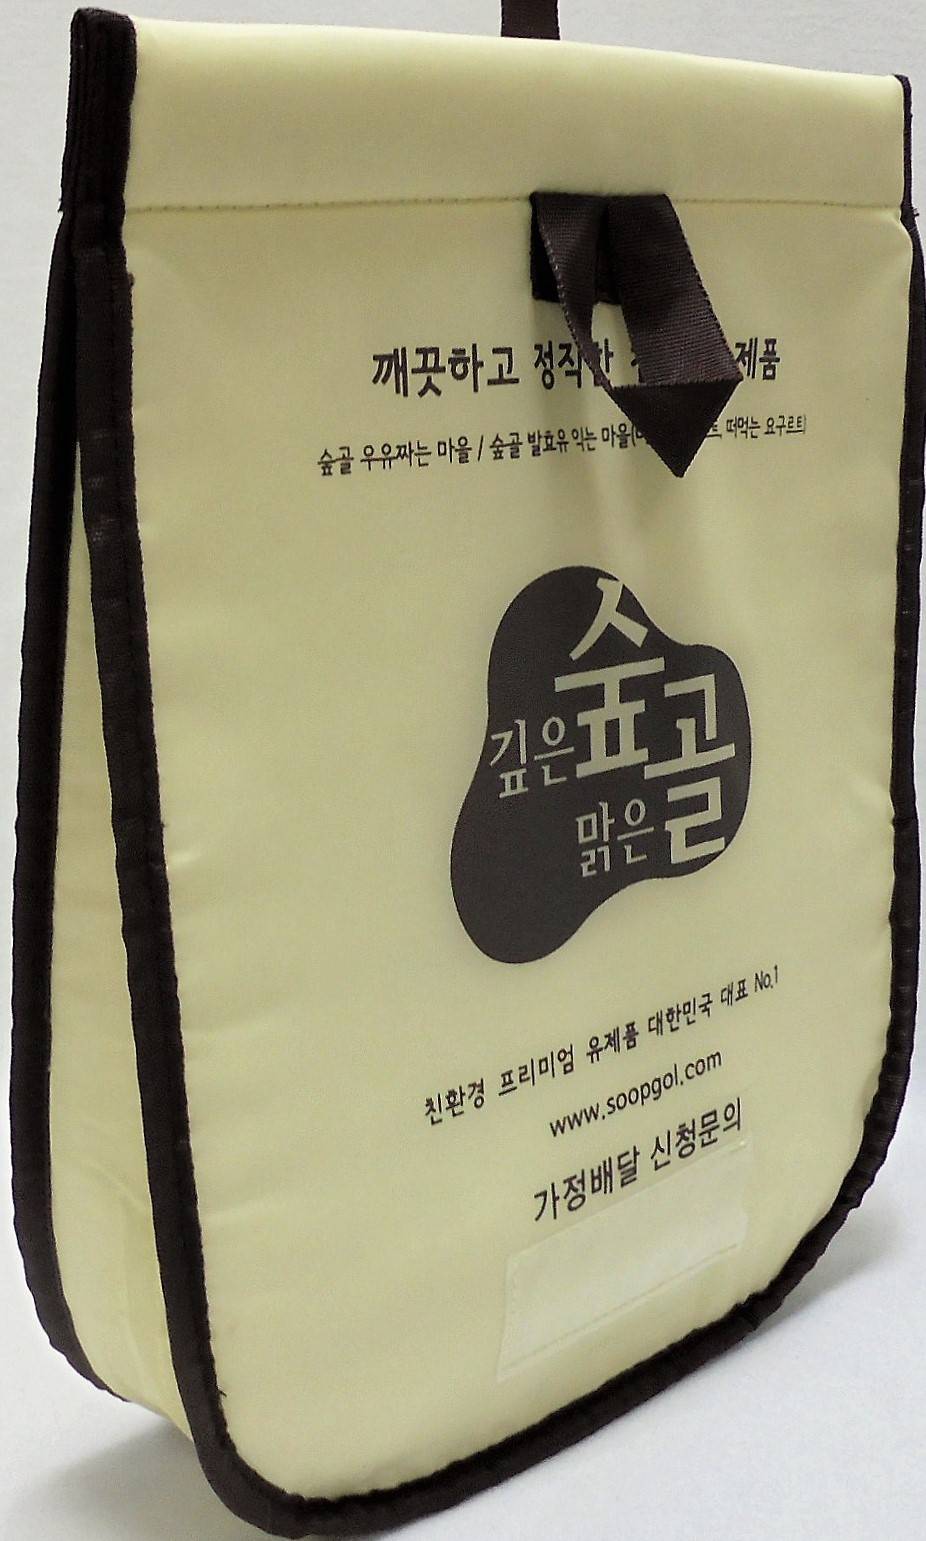 깨끗하고 정직한 제품
숲골 우유짜는 마을 / 숲골 발효유 익는 마을 떠먹는 요구르트)
깊은 숲
맑은 골
친환경 프리미엄 유제품 대한민국 대표 No.1
www.soopgol.com
가정배달 신청문의